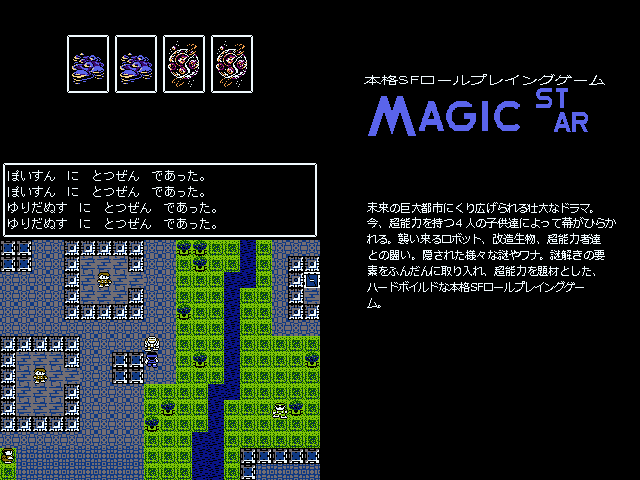 本格SFロールプレイングゲーム
MAGIC STAR
ぽいすん に とつぜん であった。
ぽいすん に とつぜん であった。
ゆりだぬす に とつぜん であった。
ゆりだぬす に とつぜん であった。
未来の巨大都市にくり広げられる壮大なドラマ。
今、超能力を持つ4人の子供達によって幕がひらか
れる。襲い来るロボット、改造生物、超能力者達
との闘い。隠された様々な謎やワナ。謎解きの要
素をふんだんに取り入れ、超能力を題材とした、
ハードボイルドな本格SFロールプレイングゲー
ム。